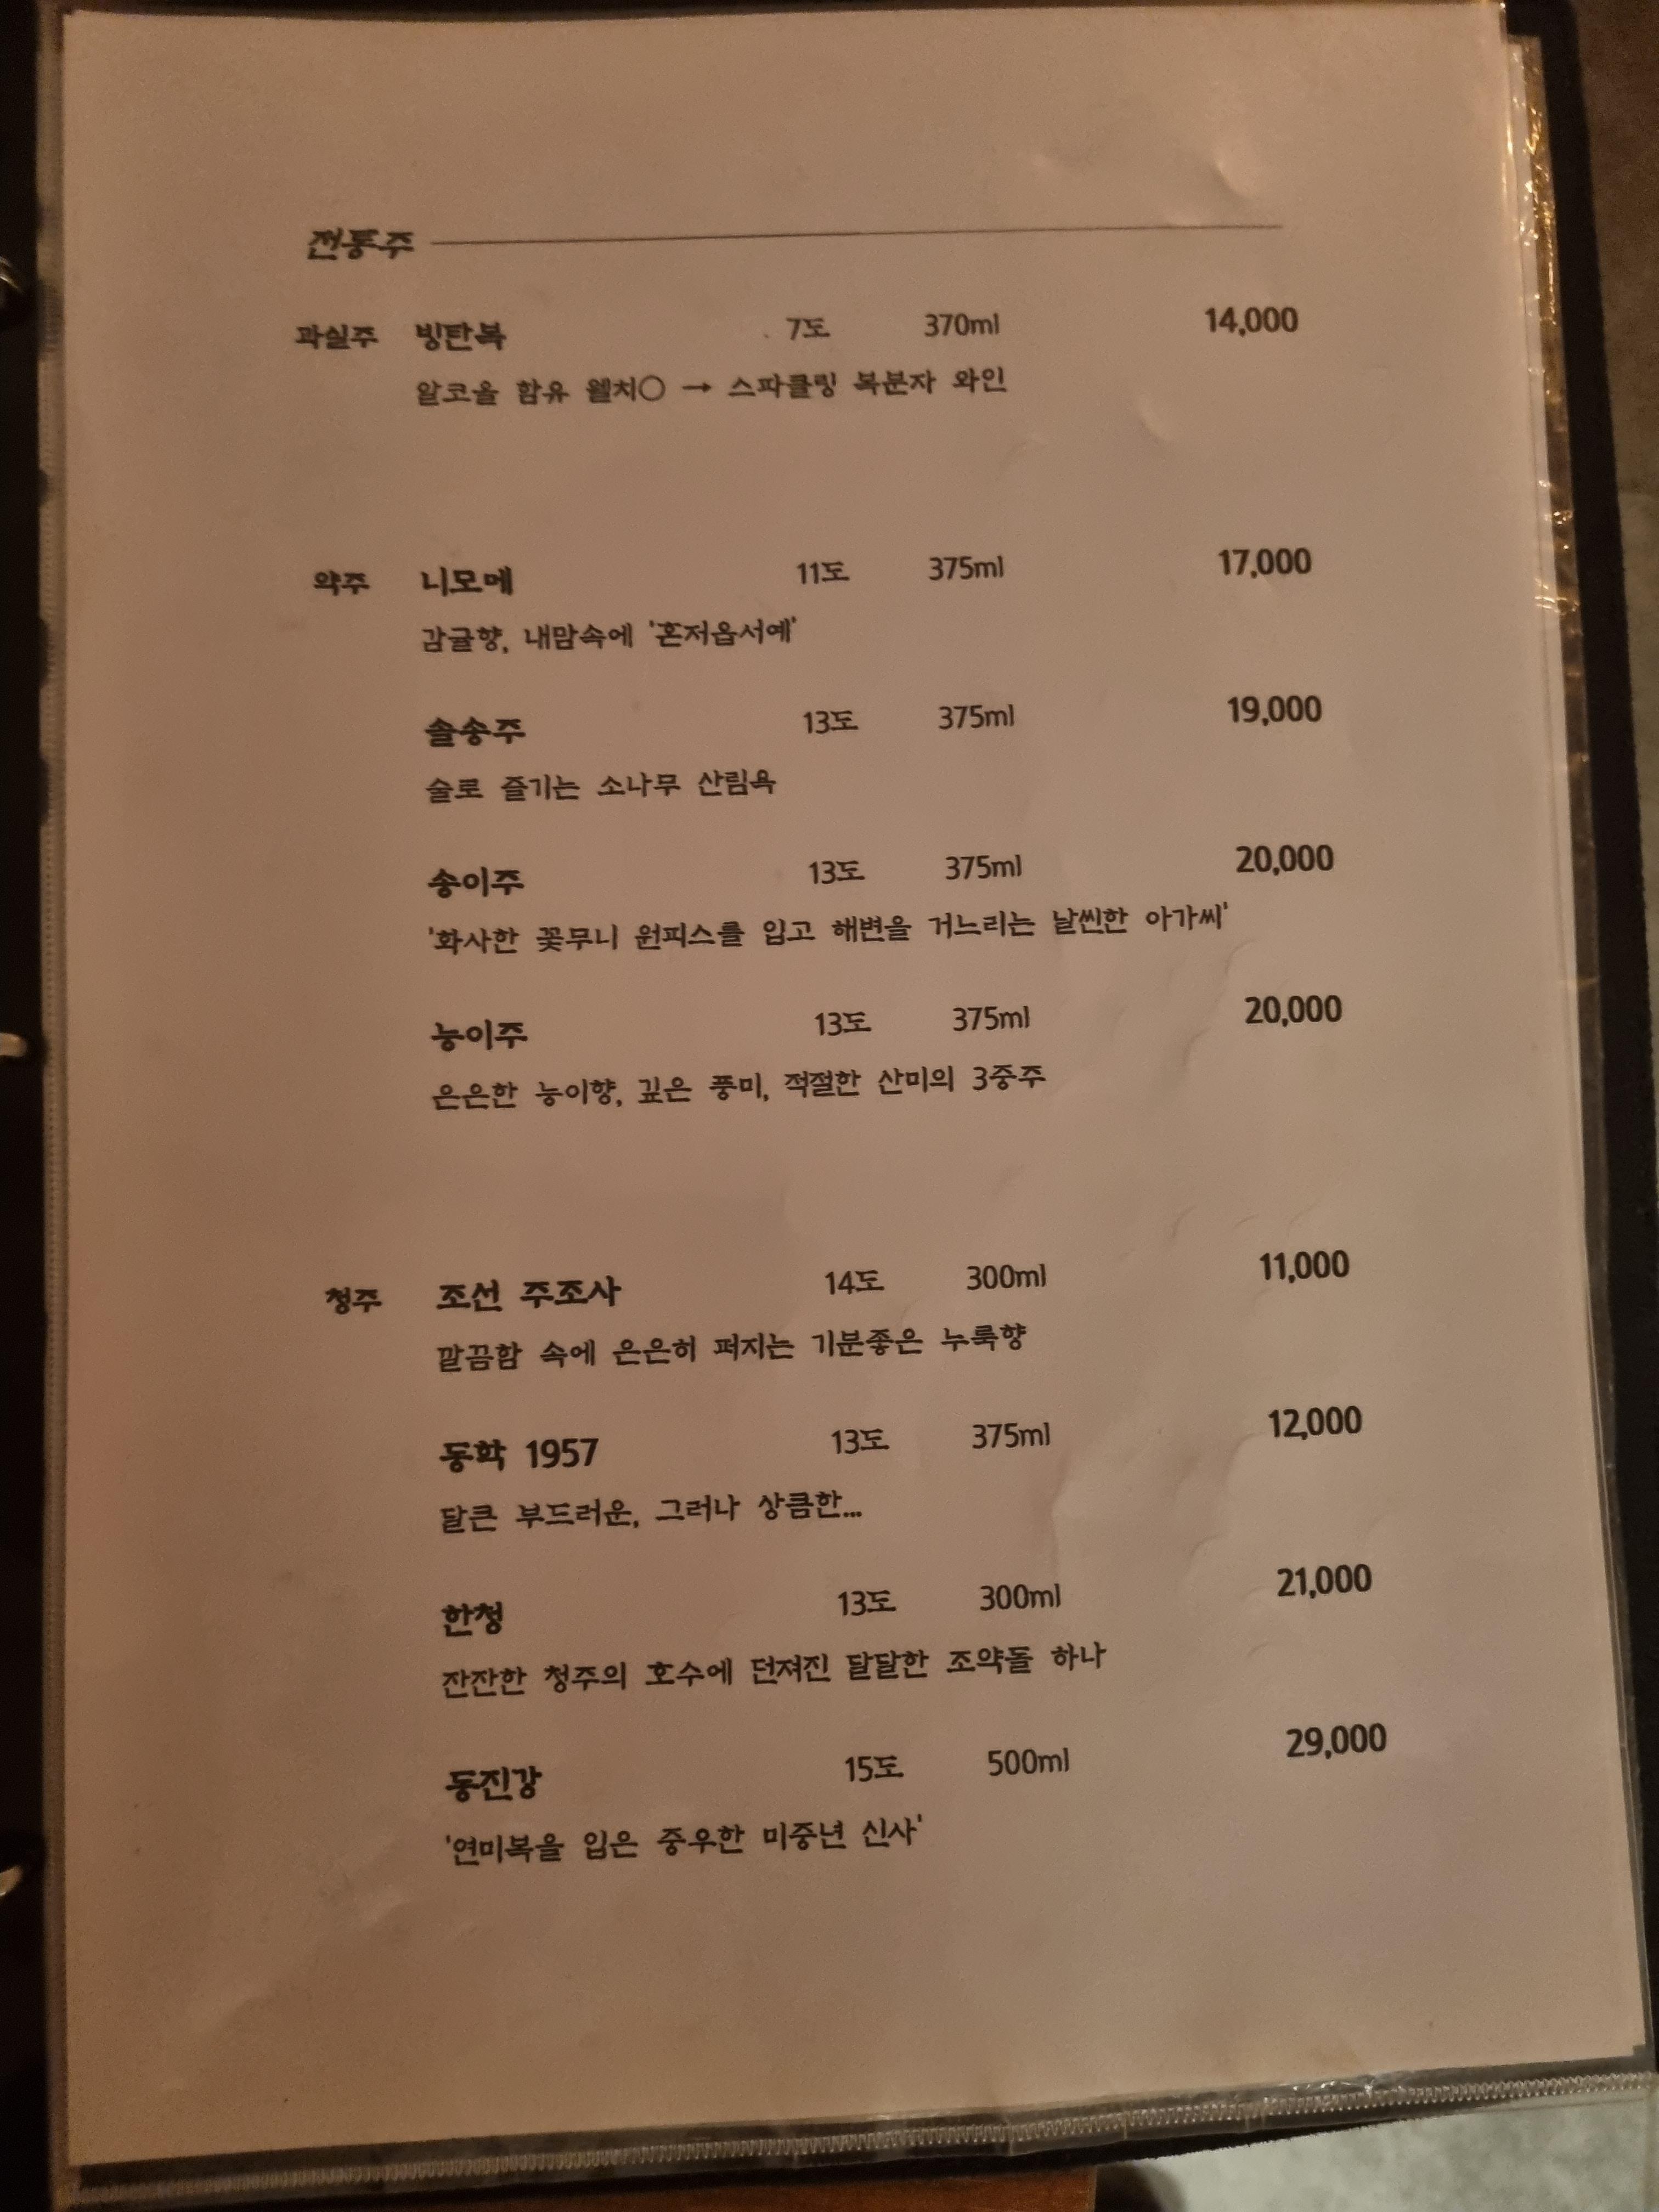 전통주
과실주 빙탄복 7도 370ml 14,000
알코올 함유 웰치○ → 스파클링 복분자 와인
약주 니모메 11도 375ml 17,000
감귤향, 내맘속에 '혼저옵서예'
솔송주 13도 375ml 19,000
술로 즐기는 소나무 산림욕
송이주 13도 375ml 20,000
'화사한 꽃무니 원피스를 입고 해변을 거느리는 날씬한 아가씨'
능이주 13도 375ml 20,000
은은한 능이향, 깊은 풍미, 적절한 산미의 3중주
청주 조선 주조사 14도 300ml 11,000
깔끔함 속에 은은히 퍼지는 기분좋은 누룩향
동학 1957 13도 375ml 12,000
달큰 부드러운, 그러나 상큼한...
한청 13도 300ml 21,000
잔잔한 청주의 호수에 던져진 달달한 조약돌 하나
동진강 15도 500ml 29,000
'연미복을 입은 중우한 미중년 신사'